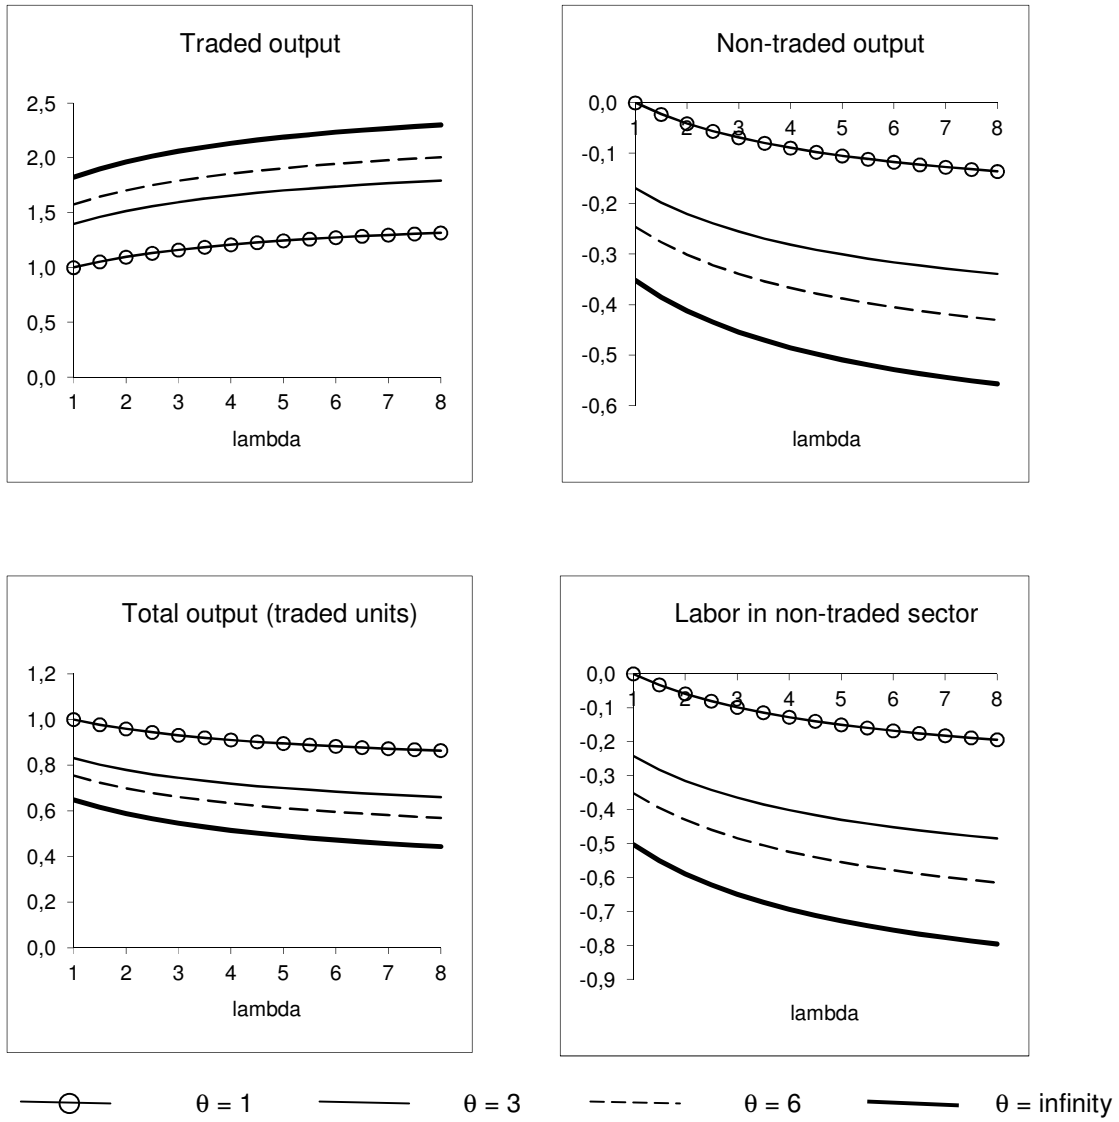 Traded output
2,5
2,0
1,5
1,0
0,5
0,0
1 2 3 4 5 6 7 8
lambda
Non-traded output
0,0
1 2 3 4 5 6 7 8
-0,1
-0,2
-0,3
-0,4
-0,5
-0,6
lambda
Total output (traded units)
1,2
1,0
0,8
0,6
0,4
0,2
0,0
1 2 3 4 5 6 7 8
lambda
Labor in non-traded sector
0,0
1 2 3 4 5 6 7 8
-0,1
-0,2
-0,3
-0,4
-0,5
-0,6
-0,7
-0,8
-0,9
lambda
θ = 1 θ = 3 θ = 6 θ = infinity